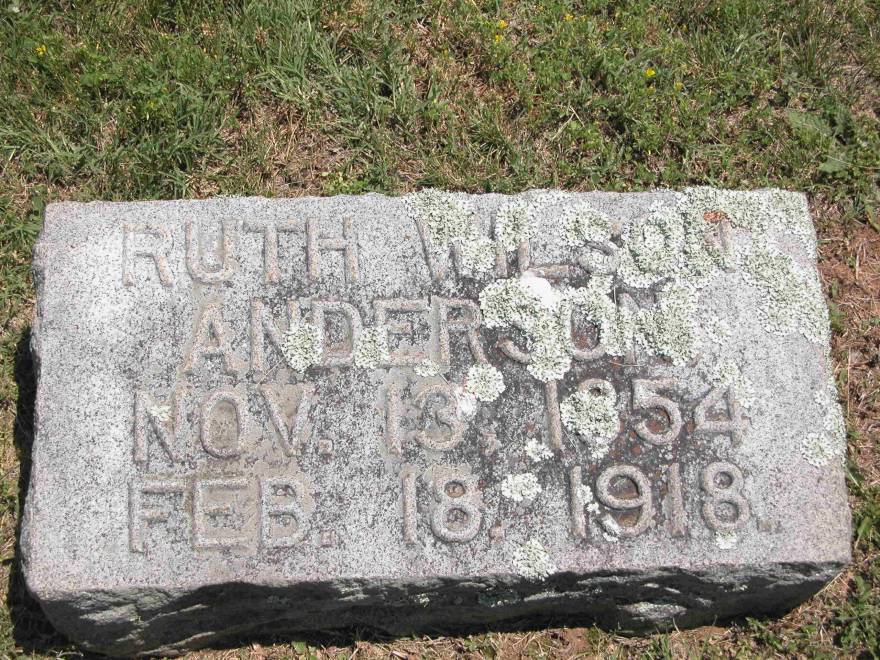 RUTH WILSON
ANDERSON
NOV. 13. 1854
FEB. 18. 1918.